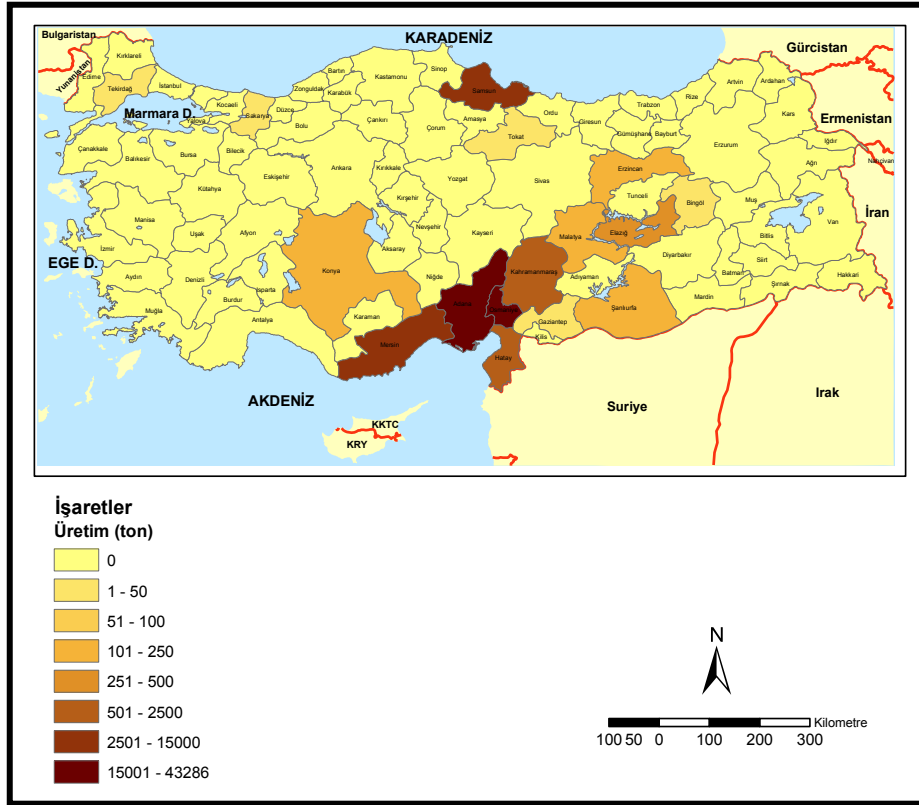 Bulgaristan
KARADENİZ
Gürcistan
Yunanistan
Kırklareli
Edirne
Tekirdağ
İstanbul
Kocaeli
Yalova
Sakarya
Düzce
Zonguldak
Bartın
Karabük
Kastamonu
Sinop
Samsun
Ordu
Giresun
Trabzon
Rize
Artvin
Ardahan
Kars
Ermenistan
Marmara D.
Bolu
Çankırı
Çorum
Amasya
Tokat
Gümüşhane
Bayburt
Erzurum
Iğdır
Nahçivan
Çanakkale
Balıkesir
Bursa
Bilecik
Eskişehir
Ankara
Kırıkkale
Yozgat
Sivas
Erzincan
Tunceli
Bingöl
Muş
Ağrı
İran
Kütahya
Manisa
Uşak
Afyon
Kırşehir
Nevşehir
Kayseri
Malatya
Elazığ
Diyarbakır
Bitlis
Van
EGE D.
İzmir
Aydın
Denizli
Isparta
Burdur
Konya
Aksaray
Niğde
Kahramanmaraş
Adıyaman
Batman
Siirt
Şırnak
Hakkari
Muğla
Antalya
Karaman
Mersin
Adana
Osmaniye
Gaziantep
Kilis
Şanlıurfa
Mardin
Hatay
AKDENİZ
KKTC
KRY
Suriye
Irak
İşaretler
Üretim (ton)
0
1 - 50
51 - 100
101 - 250
251 - 500
501 - 2500
2501 - 15000
15001 - 43286
N
Kilometre
100 50 0 100 200 300